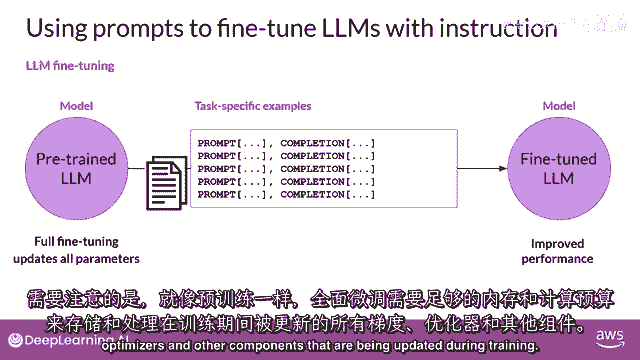 Using prompts to fine-tune LLMs with instruction
LLM fine-tuning
Model
Task-specific examples
Model
Pre-trained
LLM
PROMPT[...], COMPLETION[...]
PROMPT[...], COMPLETION[...]
PROMPT[...], COMPLETION[...]
PROMPT[...], COMPLETION[...]
PROMPT[...], COMPLETION[...]
Fine-tuned
LLM
Full fine-tuning
updates all parameters
Improved
performance
需要注意的是，就像预训练一样，全面微调需要足够的内存和计算预算
来存储和处理在训练期间被更新的所有梯度、优化器和其他组件。
optimizers and other components that are being updated during training.
DeepLearning.AI
aws